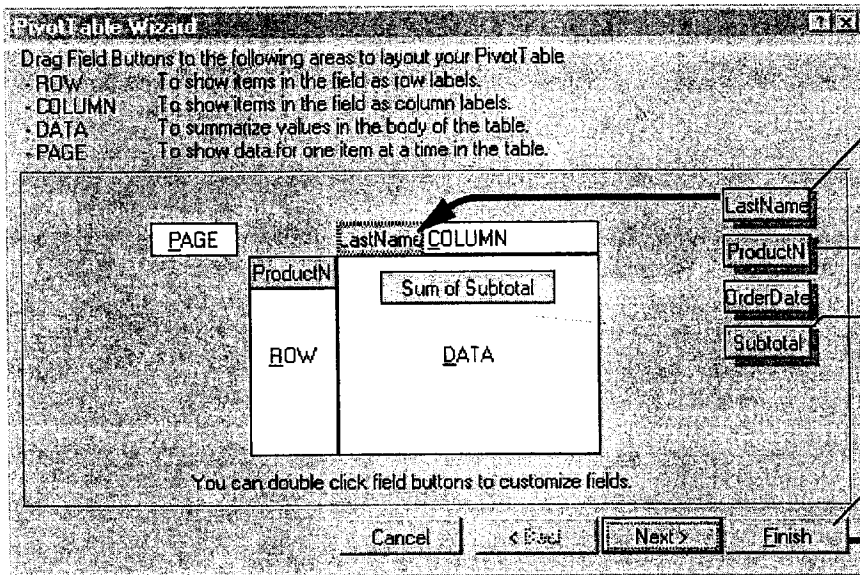 PivotTable Wizard
Drag Field Buttons to the following areas to layout your PivotTable
- ROW To show items in the field as row labels.
- COLUMN To show items in the field as column labels.
- DATA To summarize values in the body of the table.
- PAGE To show data for one item at a time in the table.
LastName
PAGE LastName COLUMN
ProductN
ProductN Sum of Subtotal
OrderDate
Subtotal
ROW DATA
You can double click field buttons to customize fields.
Cancel < Back Next > Finish